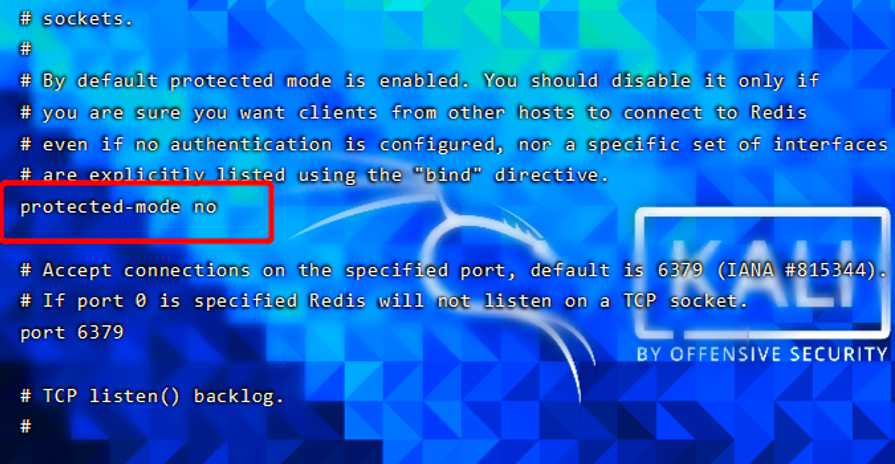 # sockets.
#
# By default protected mode is enabled. You should disable it only if
# you are sure you want clients from other hosts to connect to Redis
# even if no authentication is configured, nor a specific set of interfaces
# are explicitly listed using the "bind" directive.
protected-mode no
# Accept connections on the specified port, default is 6379 (IANA #815344).
# If port 0 is specified Redis will not listen on a TCP socket.
port 6379
# TCP listen() backlog.
#
KALI
BY OFFENSIVE SECURITY